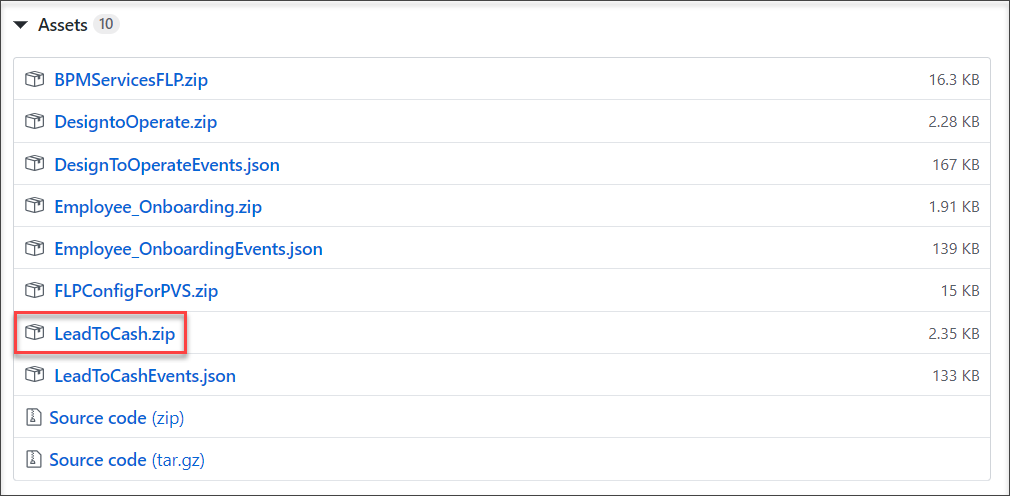 Assets 10
BPMServicesFLP.zip 16.3 KB
DesigntoOperate.zip 2.28 KB
DesignToOperateEvents.json 167 KB
Employee_Onboarding.zip 1.91 KB
Employee_OnboardingEvents.json 139 KB
FLPConfigForPVS.zip 15 KB
LeadToCash.zip 2.35 KB
LeadToCashEvents.json 133 KB
Source code (zip)
Source code (tar.gz)